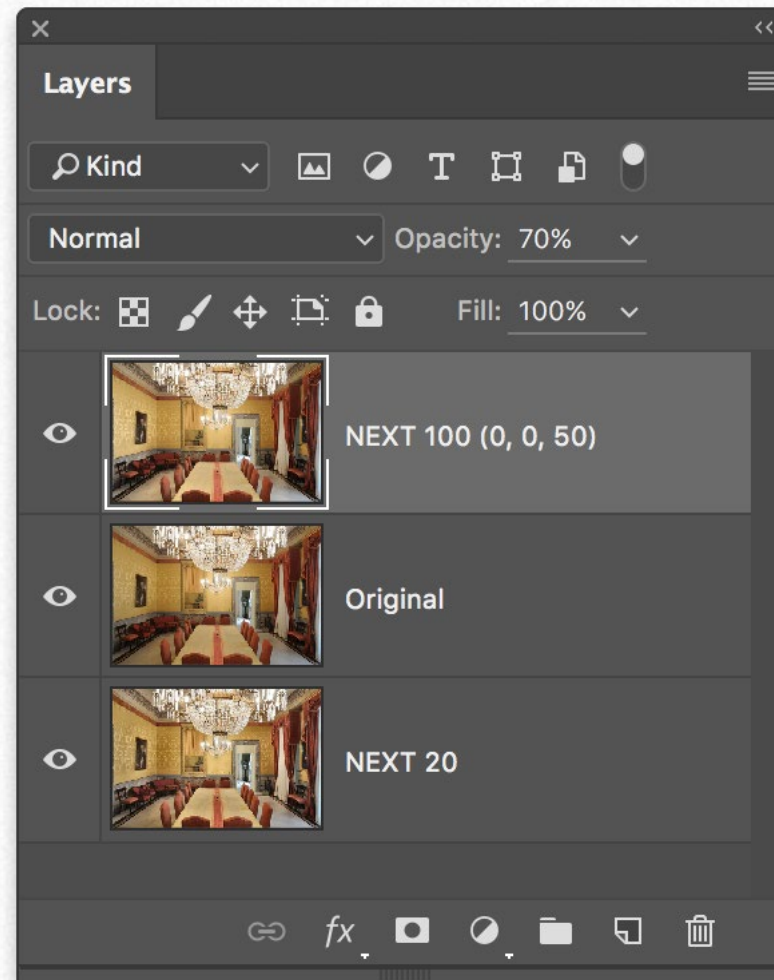 Layers
Kind
Normal Opacity: 70%
Lock: Fill: 100%
NEXT 100 (0, 0, 50)
Original
NEXT 20
fx